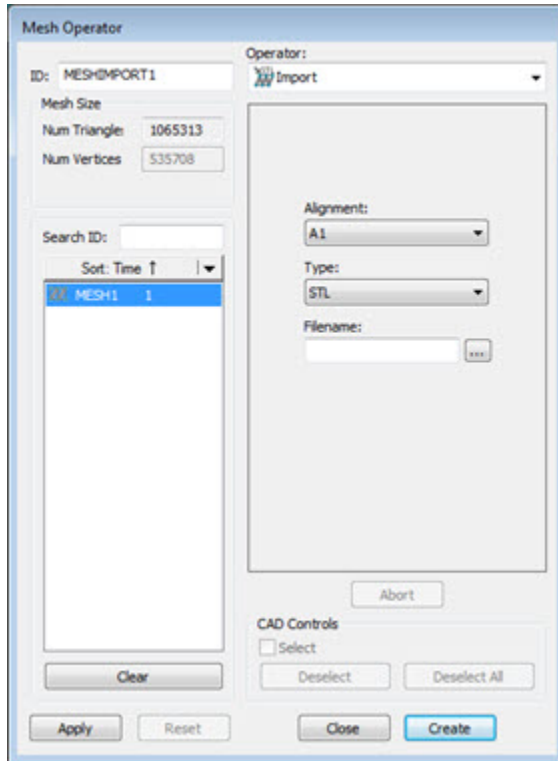 Mesh Operator
ID: MESHIMPORT1
Operator:
Import
Mesh Size
Num Triangle: 1065313
Num Vertices 535708
Search ID:
Sort: Time ↑
MESH1 1
Clear
Alignment:
A1
Type:
STL
Filename:
...
Abort
CAD Controls
Select
Deselect Deselect All
Apply Reset Close Create